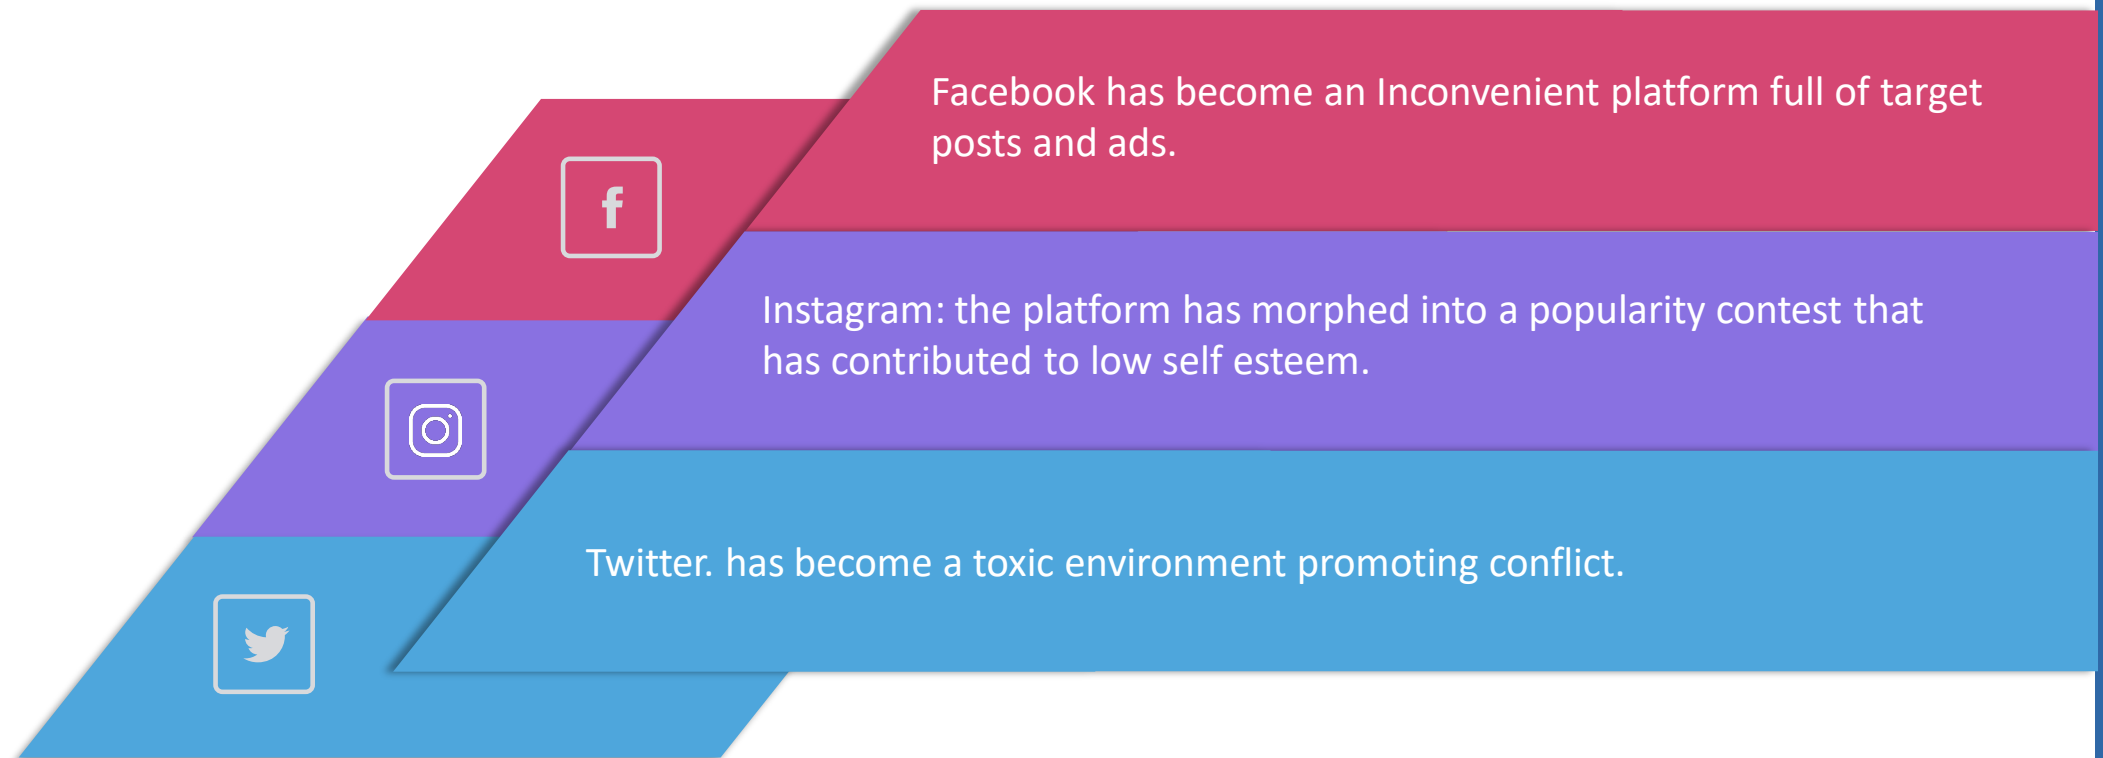 Facebook has become an Inconvenient platform full of target
posts and ads.
Instagram: the platform has morphed into a popularity contest that
has contributed to low self esteem.
Twitter. has become a toxic environment promoting conflict.